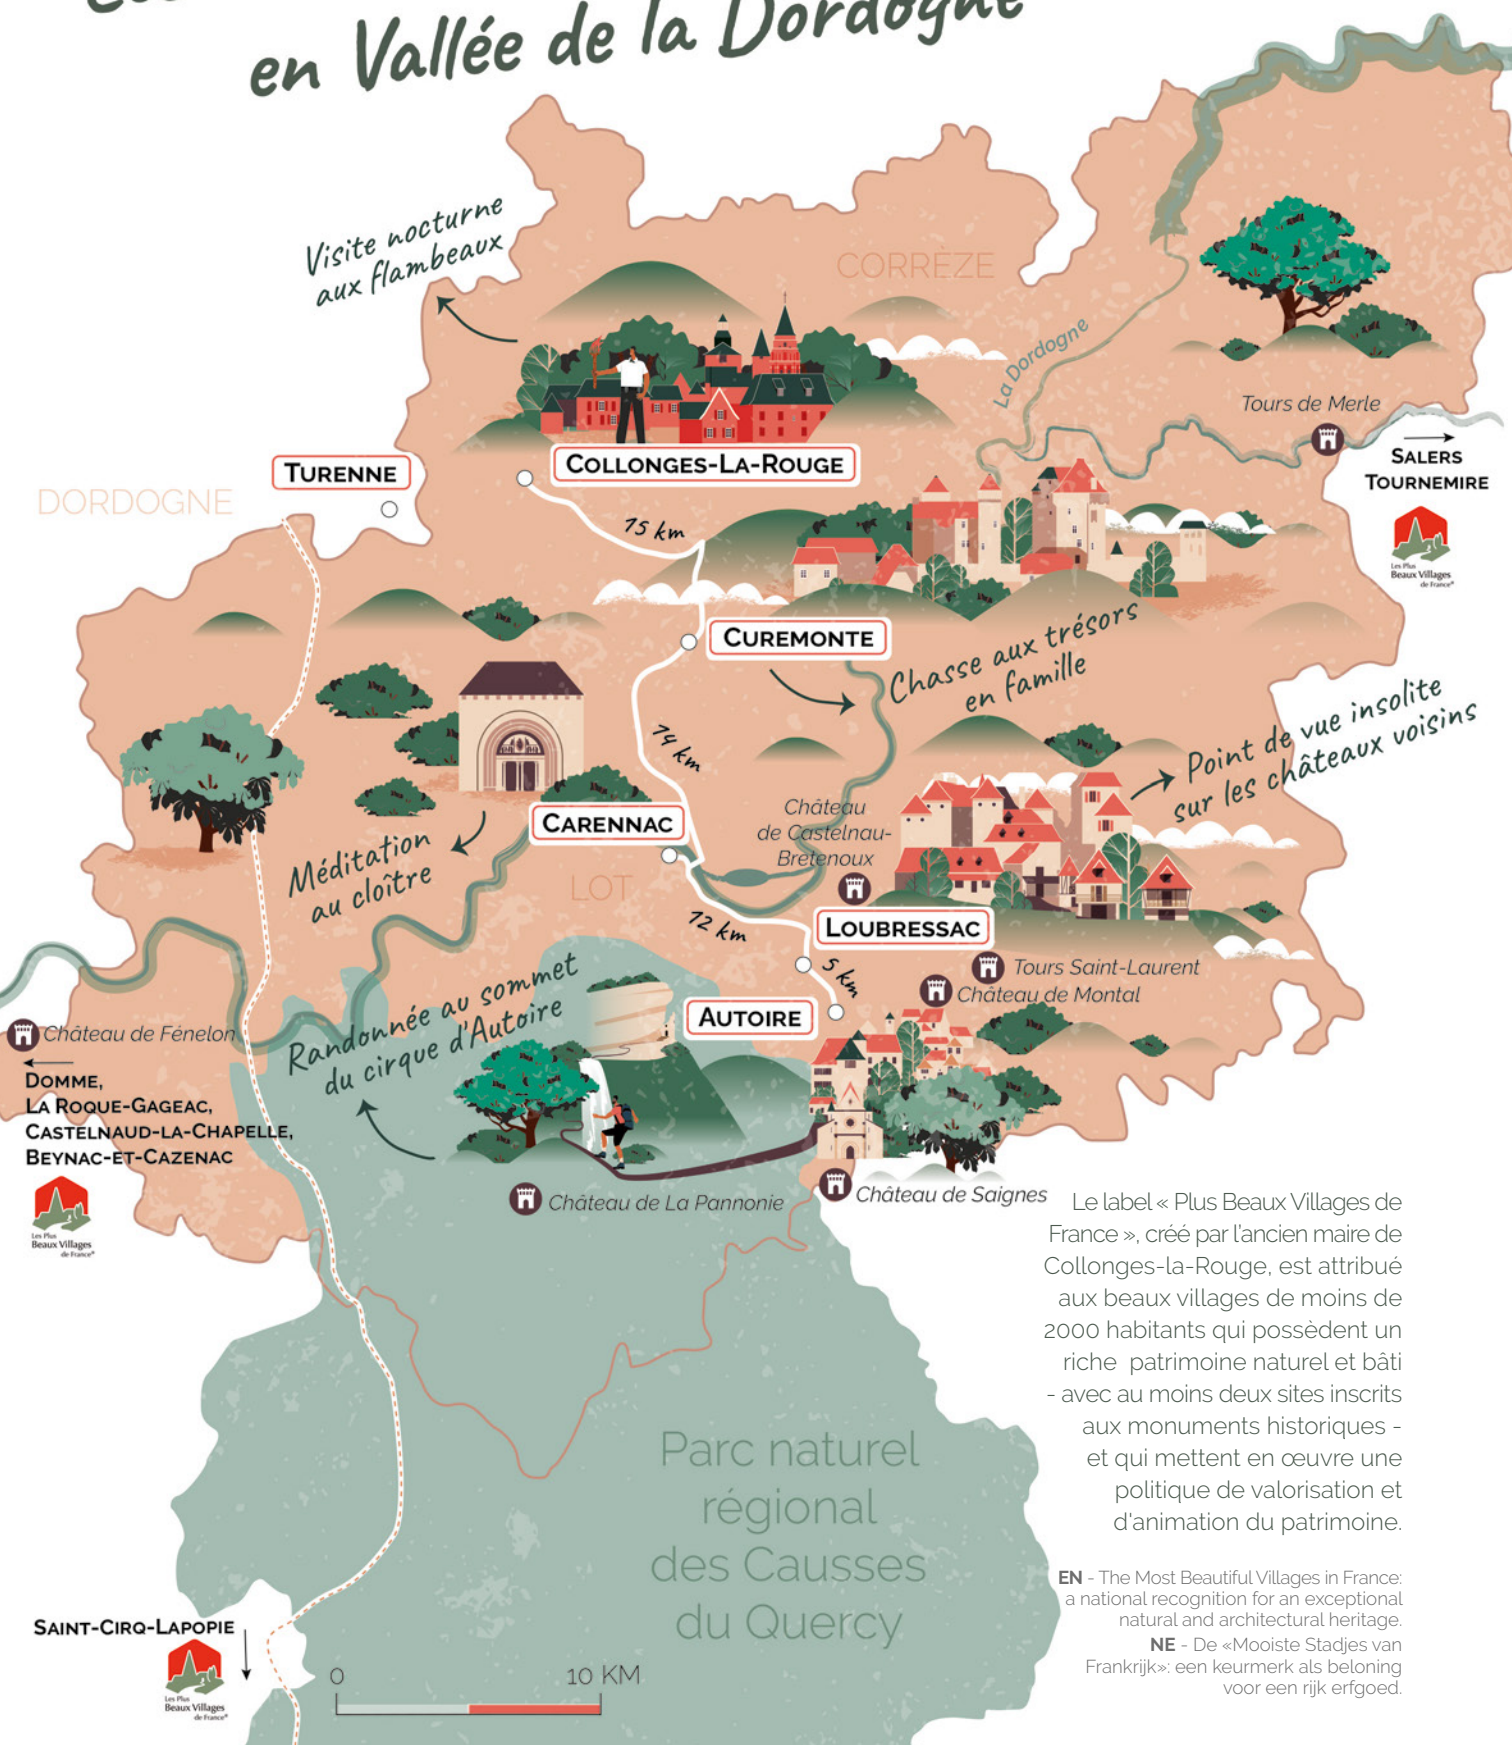 en Vallée de la Dordogne
Visite nocturne
aux flambeaux
CORRÈZE
La Dordogne
Tours de Merle
SALERS
TOURNEMIRE
Les Plus
Beaux Villages
de France®
TURENNE
COLLONGES-LA-ROUGE
DORDOGNE
15 km
CUREMONTE
Chasse aux trésors
en famille
14 km
Point de vue insolite
sur les châteaux voisins
Château
de Castelnau-
Bretenoux
CARENNAC
Méditation
au cloître
LOT
12 km
LOUBRESSAC
5 km
Tours Saint-Laurent
Château de Montal
AUTOIRE
Randonnée au sommet
du cirque d'Autoire
Château de Fénelon
DOMME,
LA ROQUE-GAGEAC,
CASTELNAUD-LA-CHAPELLE,
BEYNAC-ET-CAZENAC
Les Plus
Beaux Villages
de France®
Château de La Pannonie
Château de Saignes
Le label « Plus Beaux Villages de
France », créé par l'ancien maire de
Collonges-la-Rouge, est attribué
aux beaux villages de moins de
2000 habitants qui possèdent un
riche patrimoine naturel et bâti
- avec au moins deux sites inscrits
aux monuments historiques -
et qui mettent en œuvre une
politique de valorisation et
d'animation du patrimoine.
EN - The Most Beautiful Villages in France:
a national recognition for an exceptional
natural and architectural heritage.
NE - De «Mooiste Stadjes van
Frankrijk»: een keurmerk als beloning
voor een rijk erfgoed.
Parc naturel
régional
des Causses
du Quercy
SAINT-CIRQ-LAPOPIE
Les Plus
Beaux Villages
de France®
0 10 KM